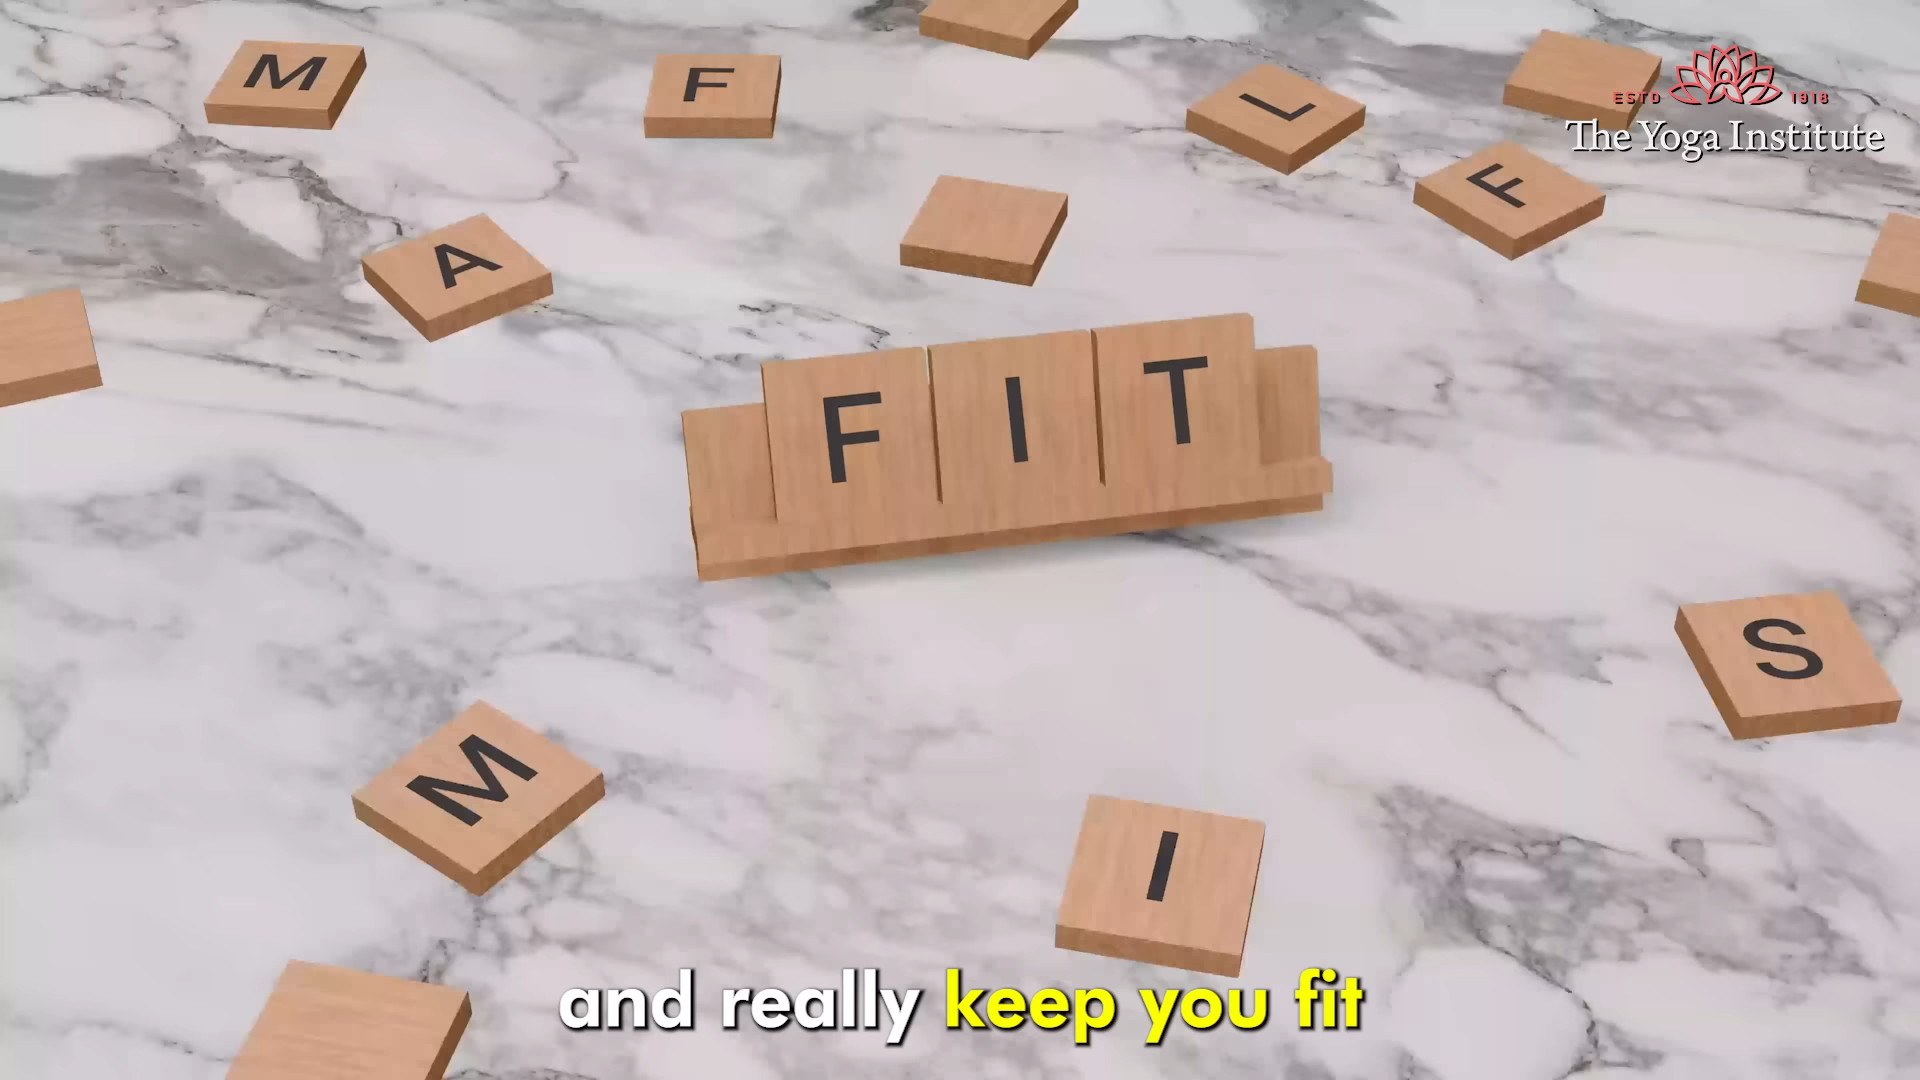 M
F
L
F
ESTD 1918
The Yoga Institute
A
FIT
S
M
I
and really keep you fit